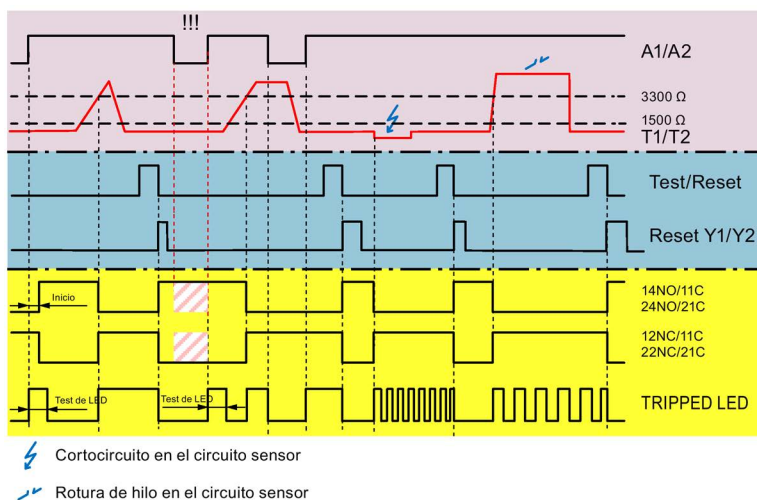 !!!
A1/A2
3300 Ω
1500 Ω
T1/T2
Test/Reset
Reset Y1/Y2
Inicio
14NO/11C
24NO/21C
12NC/11C
22NC/21C
Test de LED
Test de LED
TRIPPED LED
Cortocircuito en el circuito sensor
Rotura de hilo en el circuito sensor